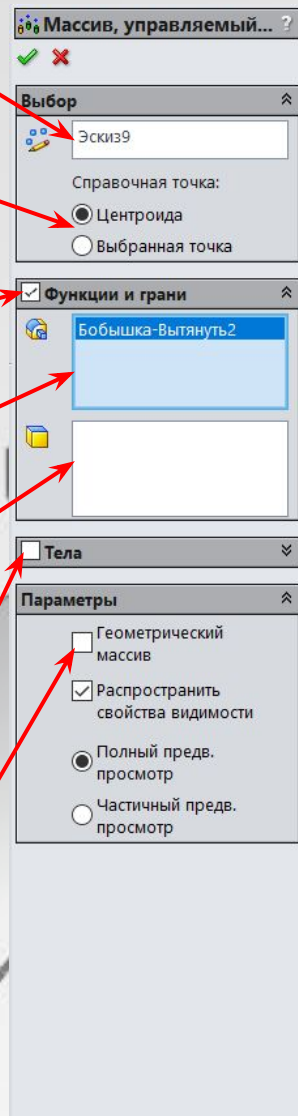 Массив, управляемый... ?
Выбор
Эскиз9
Справочная точка:
Центроида
Выбранная точка
Функции и грани
Бобышка-Вытянуть2
Тела
Параметры
Геометрический
массив
Распространить
свойства видимости
Полный предв.
просмотр
Частичный предв.
просмотр